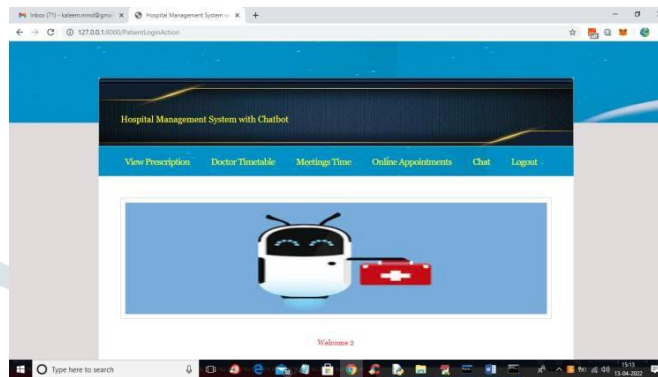 Inbox (71) - kaleem.mmd@gmai
Hospital Management System w
127.0.0.1:8000/PatientLoginAction
Hospital Management System with Chatbot
View Prescription Doctor Timetable Meetings Time Online Appointments Chat Logout
Welcome 2
Type here to search
15:13
13-04-2022